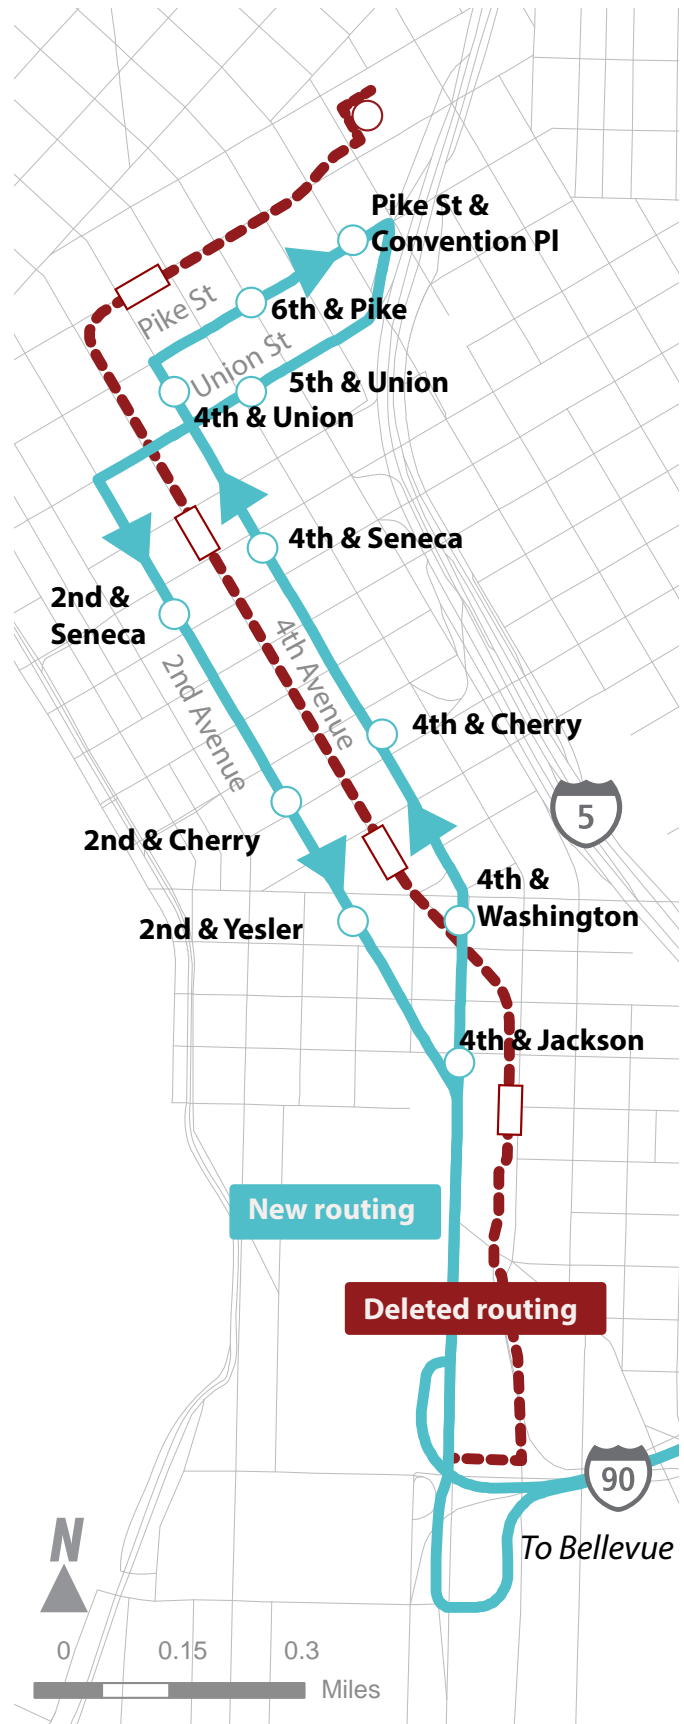 Pike St &
Convention Pl
Pike St
6th & Pike
Union St
5th & Union
4th & Union
4th & Seneca
2nd &
Seneca
4th Avenue
2nd Avenue
4th & Cherry
5
2nd & Cherry
4th &
Washington
2nd & Yesler
4th & Jackson
New routing
Deleted routing
90
To Bellevue
N
0 0.15 0.3
Miles